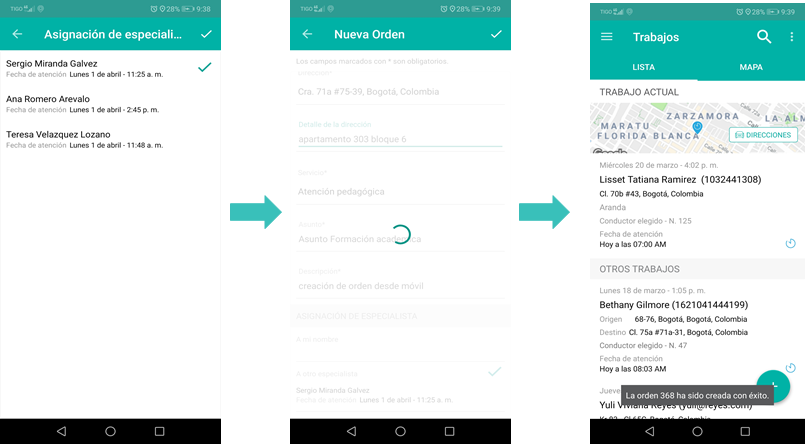 TIGO 4G 28% 9:38
Asignación de especiali...
Sergio Miranda Galvez
Fecha de atención Lunes 1 de abril - 11:25 a. m.
Ana Romero Arevalo
Fecha de atención Lunes 1 de abril - 2:45 p. m.
Teresa Velazquez Lozano
Fecha de atención Lunes 1 de abril - 11:48 a. m.
TIGO 4G 28% 9:39
Nueva Orden
Los campos marcados con * son obligatorios.
Cra. 71a #75-39, Bogotá, Colombia
Detalle de la dirección
apartamento 303 bloque 6
Servicio*
Atención pedagógica
Asunto*
Asunto Formación academica
Descripción*
creación de orden desde móvil
ASIGNACIÓN DE ESPECIALISTA
A mi nombre
A otro especialista
Sergio Miranda Galvez
Fecha de atención Lunes 1 de abril - 11:25 a. m.
TIGO 4G 28% 9:39
Trabajos
LISTA MAPA
TRABAJO ACTUAL
ZARZAMORA
MARATU
FLORIDA BLANCA
LA ALM
DIRECCIONES
Miércoles 20 de marzo - 4:02 p. m.
Lisset Tatiana Ramirez (1032441308)
Cl. 70b #43, Bogotá, Colombia
Aranda
Conductor elegido - N. 125
Fecha de atención
Hoy a las 07:00 AM
OTROS TRABAJOS
Lunes 18 de marzo - 1:05 p. m.
Bethany Gilmore (1621041444199)
Origen 68-76, Bogotá, Bogotá, Colombia
Destino Cl. 75a #71a-31, Bogotá, Colombia
Conductor elegido - N. 47
Fecha de atención
Hoy a las 08:03 AM
Jueve
La orden 368 ha sido creada con éxito.
Yuli Viviana Reyes (yuli@reyes.com)